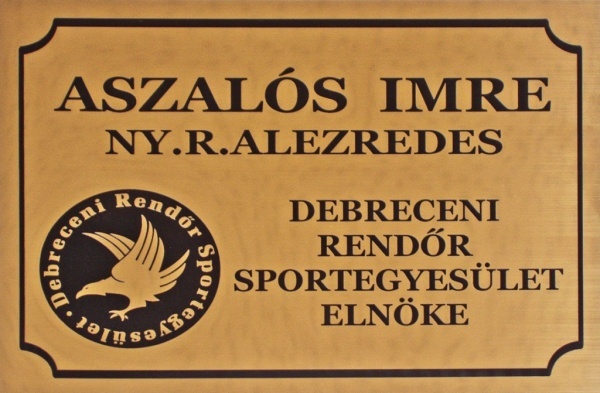 ASZALÓS IMRE
NY.R.ALEZREDES
DEBRECENI
RENDŐR
SPORTEGYESÜLET
ELNÖKE
Debreceni Rendőr Sportegyesület